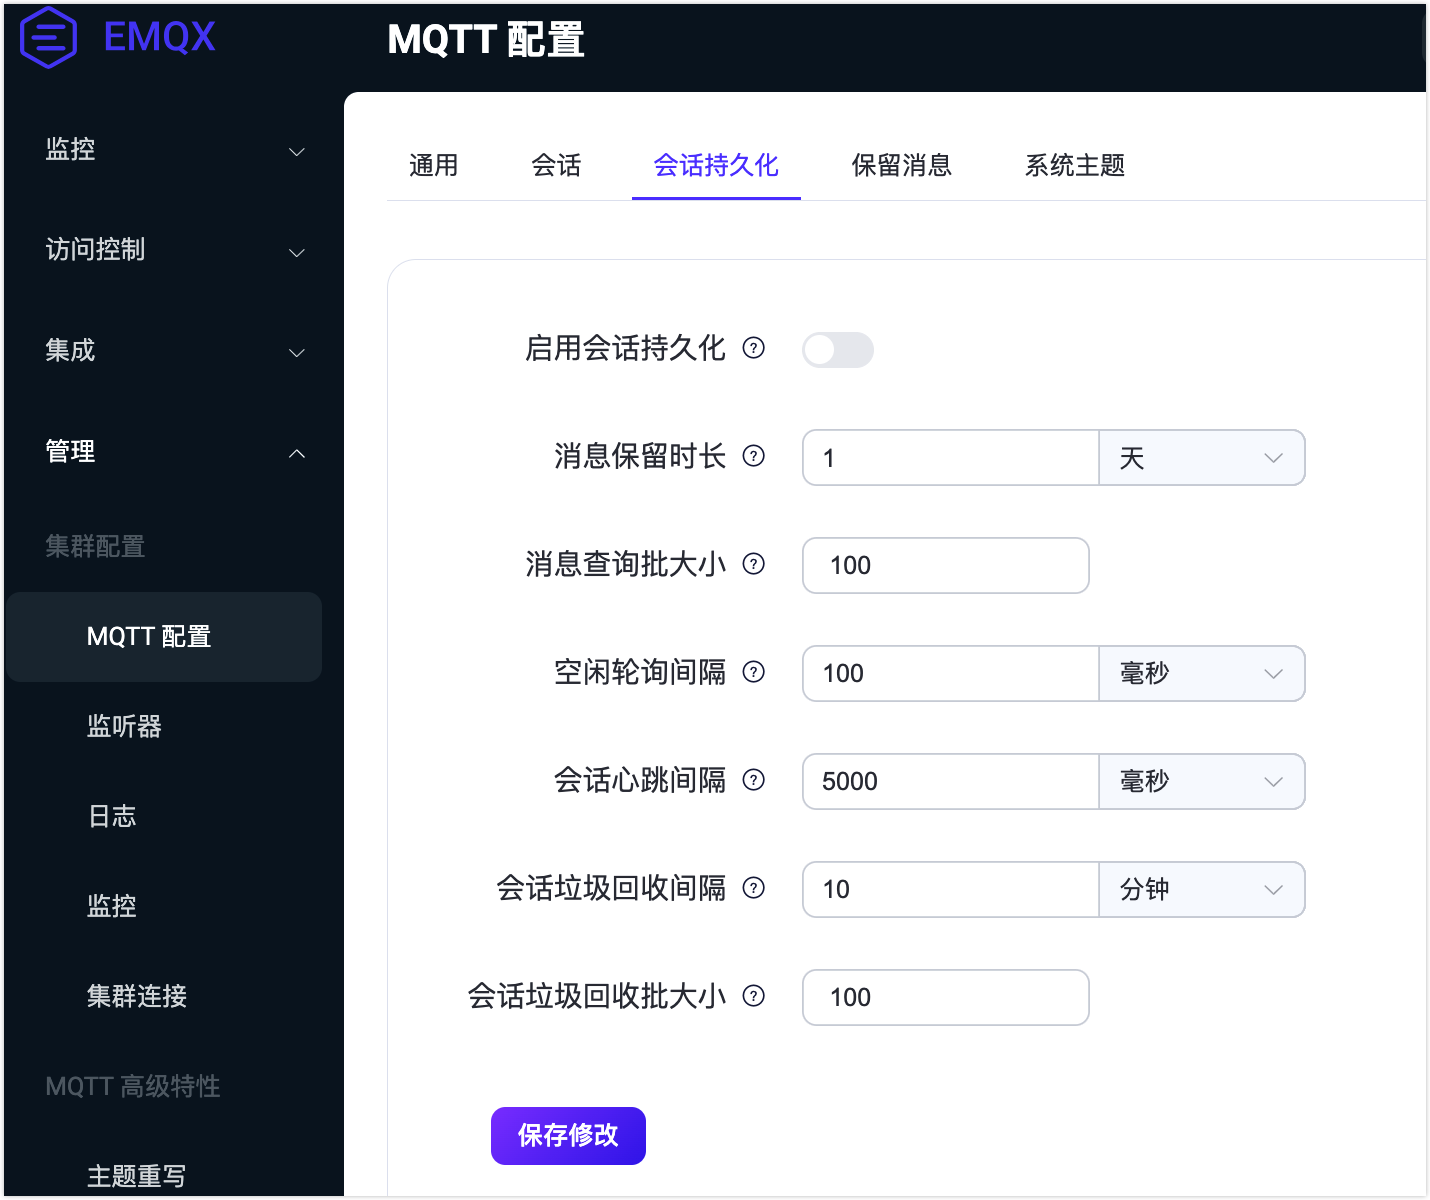 EMQX
MQTT 配置
监控
访问控制
集成
管理
集群配置
MQTT 配置
监听器
日志
监控
集群连接
MQTT 高级特性
主题重写
通用 会话 会话持久化 保留消息 系统主题
启用会话持久化 ?
消息保留时长 ? 1 天
消息查询批大小 ? 100
空闲轮询间隔 ? 100 毫秒
会话心跳间隔 ? 5000 毫秒
会话垃圾回收间隔 ? 10 分钟
会话垃圾回收批大小 ? 100
保存修改